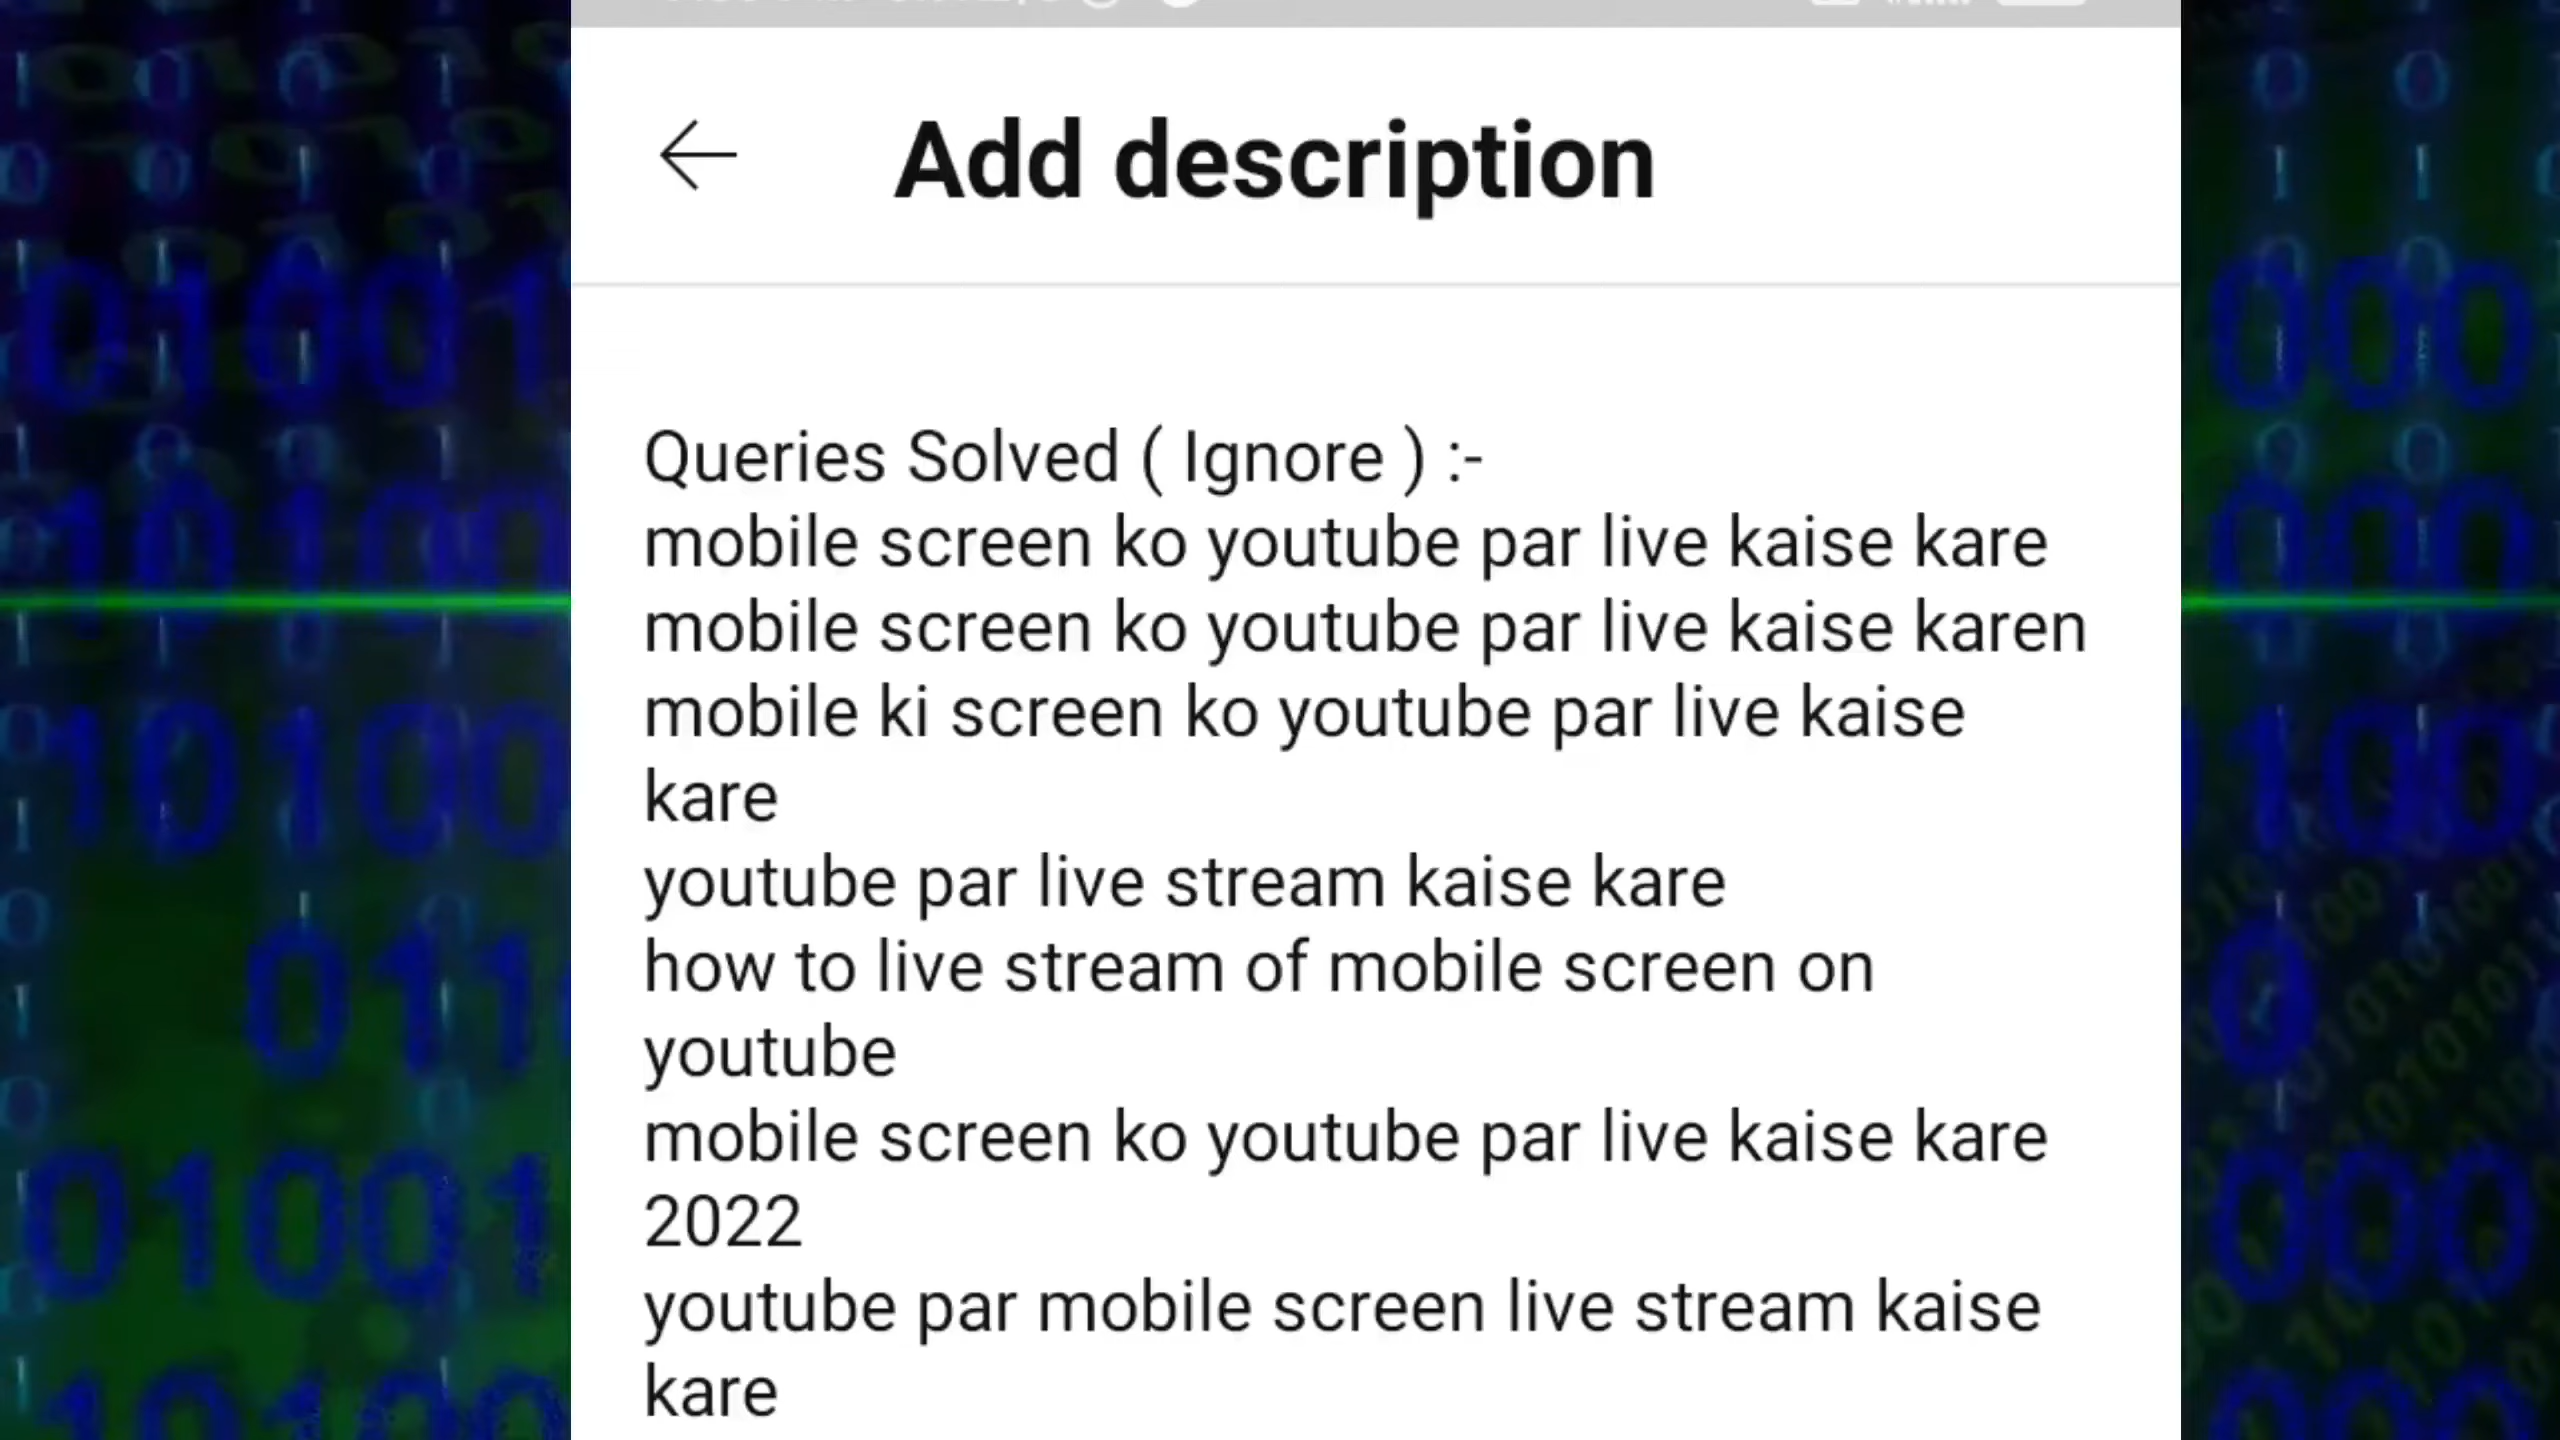 Add description
Queries Solved ( Ignore ) :-
mobile screen ko youtube par live kaise kare
mobile screen ko youtube par live kaise karen
mobile ki screen ko youtube par live kaise
kare
youtube par live stream kaise kare
how to live stream of mobile screen on
youtube
mobile screen ko youtube par live kaise kare
2022
youtube par mobile screen live stream kaise
kare